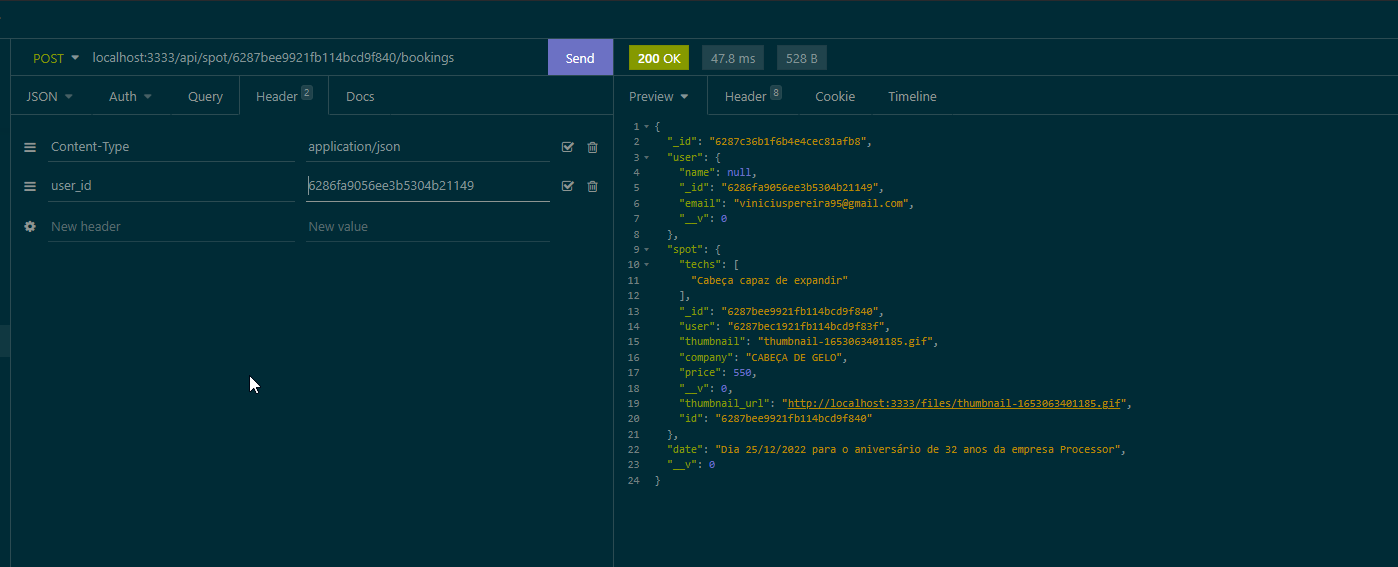 POST localhost:3333/api/spot/6287bee9921fb114bcd9f840/bookings Send 200 OK 47.8 ms 528 B
JSON Auth Query Header 2 Docs
Preview Header 8 Cookie Timeline
Content-Type application/json
user_id 6286fa9056ee3b5304b21149
New header New value
1 {
2 "_id": "6287c36b1f6b4e4cec81afb8",
3 "user": {
4 "name": null,
5 "_id": "6286fa9056ee3b5304b21149",
6 "email": "viniciuspereira95@gmail.com",
7 "__v": 0
8 },
9 "spot": {
10 "techs": [
11 "Cabeça capaz de expandir"
12 ],
13 "_id": "6287bee9921fb114bcd9f840",
14 "user": "6287bec1921fb114bcd9f83f",
15 "thumbnail": "thumbnail-1653063401185.gif",
16 "company": "CABEÇA DE GELO",
17 "price": 550,
18 "__v": 0,
19 "thumbnail_url": "http://localhost:3333/files/thumbnail-1653063401185.gif",
20 "id": "6287bee9921fb114bcd9f840"
21 },
22 "date": "Dia 25/12/2022 para o aniversário de 32 anos da empresa Processor",
23 "__v": 0
24 }